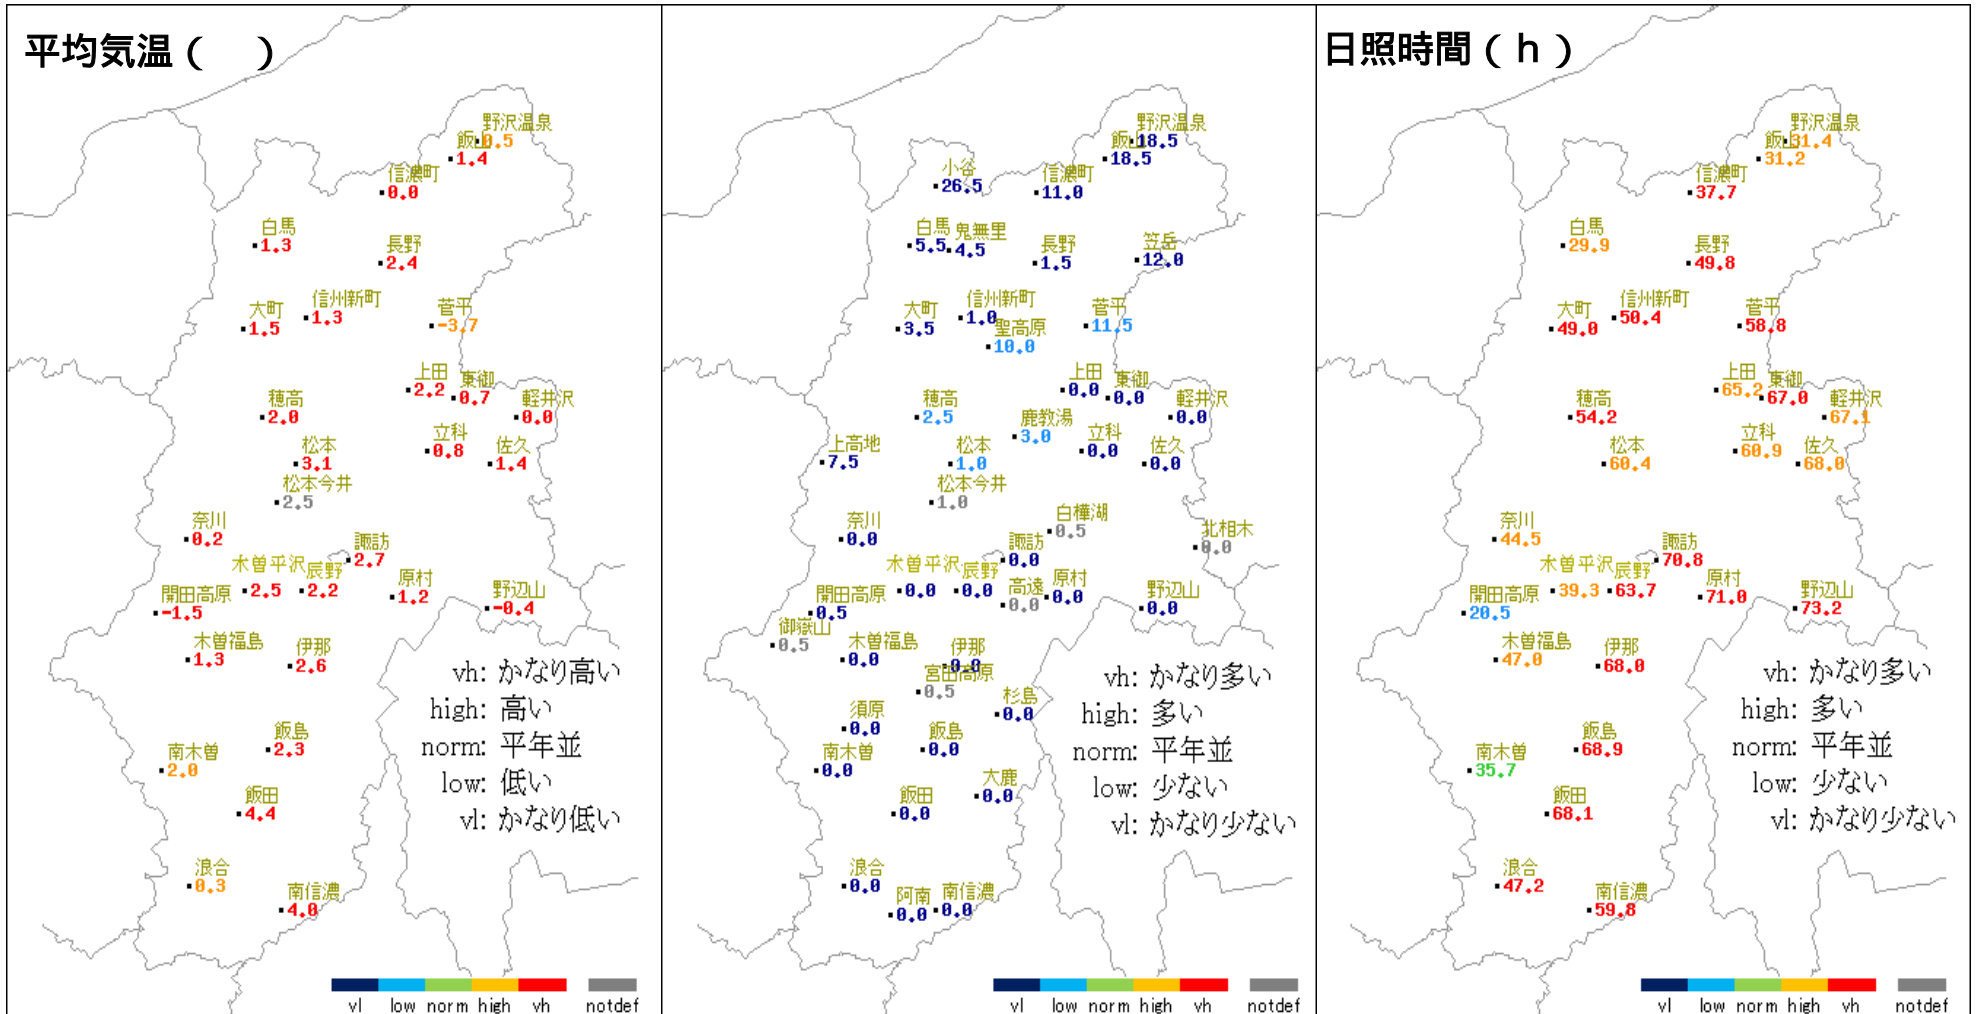 平均気温(　)
野沢温泉
0.5
飯山
1.4
信濃町
0.0
白馬
1.3
長野
2.4
大町
1.5
信州新町
1.3
菅平
-3.7
上田
2.2
東御
0.7
軽井沢
0.0
穂高
2.0
立科
0.8
佐久
1.4
松本
3.1
松本今井
2.5
奈川
0.2
諏訪
2.7
木曽平沢
2.5
辰野
2.2
開田高原
-1.5
原村
1.2
野辺山
-0.4
木曽福島
1.3
伊那
2.6
飯島
2.3
南木曽
2.0
飯田
4.4
浪合
0.3
南信濃
4.0
vh: かなり高い
high: 高い
norm: 平年並
low: 低い
vl: かなり低い
vl low norm high vh notdef
野沢温泉
18.5
飯山
18.5
小谷
26.5
信濃町
11.0
白馬
5.5
鬼無里
4.5
長野
1.5
笠岳
12.0
大町
3.5
信州新町
1.0
聖高原
10.0
菅平
11.5
上田
0.0
東御
0.0
軽井沢
0.0
穂高
2.5
鹿教湯
3.0
立科
0.0
佐久
0.0
上高地
7.5
松本
1.0
松本今井
1.0
白樺湖
0.5
北相木
0.0
奈川
0.0
諏訪
0.0
木曽平沢
0.0
辰野
0.0
高遠
0.0
原村
0.0
野辺山
0.0
開田高原
0.5
御嶽山
0.5
木曽福島
0.0
伊那
0.0
宮田高原
0.5
杉島
0.0
須原
0.0
飯島
0.0
南木曽
0.0
大鹿
0.0
飯田
0.0
浪合
0.0
阿南
0.0
南信濃
0.0
vh: かなり多い
high: 多い
norm: 平年並
low: 少ない
vl: かなり少ない
vl low norm high vh notdef
日照時間(h)
野沢温泉
31.4
飯山
31.2
信濃町
37.7
白馬
29.9
長野
49.8
大町
49.0
信州新町
50.4
菅平
58.8
上田
65.2
東御
67.0
軽井沢
67.1
穂高
54.2
松本
60.4
立科
60.9
佐久
68.0
奈川
44.5
諏訪
70.8
木曽平沢
39.3
辰野
63.7
原村
71.0
野辺山
73.2
開田高原
20.5
木曽福島
47.0
伊那
68.0
飯島
68.9
南木曽
35.7
飯田
68.1
浪合
47.2
南信濃
59.8
vh: かなり多い
high: 多い
norm: 平年並
low: 少ない
vl: かなり少ない
vl low norm high vh notdef